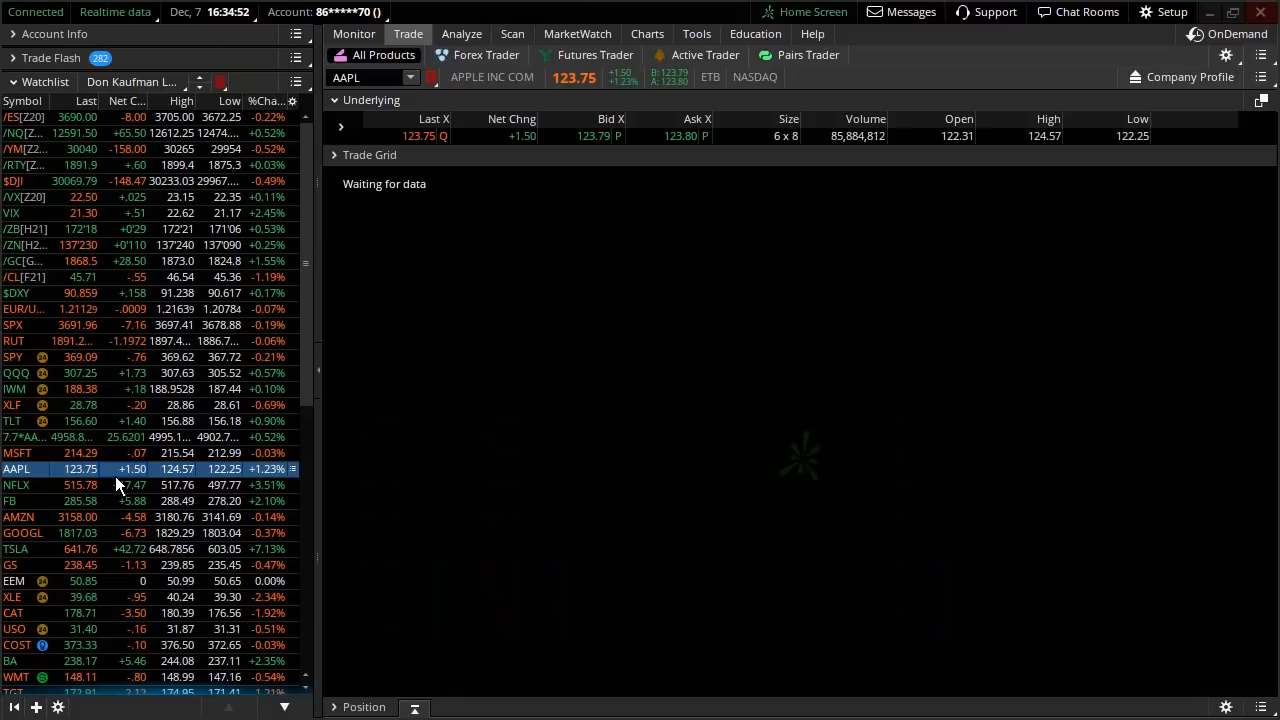 Connected Realtime data Dec, 7 16:34:52 Account: 86*****70 () Home Screen Messages Support Chat Rooms Setup
Account Info
Trade Flash 282
Watchlist Don Kaufman L...
Symbol Last Net C... High Low %Cha...
/ES[Z20] 3690.00 -8.00 3705.00 3672.25 -0.22%
/NQ[Z... 12591.50 +65.50 12612.25 12474.... +0.52%
/YM[Z2... 30040 -158.00 30265 29954 -0.52%
/RTY[Z... 1891.9 +.60 1899.4 1875.3 +0.03%
$DJI 30069.79 -148.47 30233.03 29967.... -0.49%
/VX[Z20] 22.50 +.025 23.15 22.35 +0.11%
VIX 21.30 +.51 22.62 21.17 +2.45%
/ZB[H21] 172'18 +0'29 172'21 171'06 +0.53%
/ZN[H2... 137'230 +0'110 137'240 137'090 +0.25%
/GC[G... 1868.5 +28.50 1873.0 1824.8 +1.55%
/CL[F21] 45.71 -.55 46.54 45.36 -1.19%
$DXY 90.859 +.158 91.238 90.617 +0.17%
EUR/U... 1.21129 -.0009 1.21639 1.20784 -0.07%
SPX 3691.96 -7.16 3697.41 3678.88 -0.19%
RUT 1891.2... -1.1972 1897.4... 1886.7... -0.06%
SPY 24 369.09 -.76 369.62 367.72 -0.21%
QQQ 24 307.25 +1.73 307.63 305.52 +0.57%
IWM 24 188.38 +.18 188.9528 187.44 +0.10%
XLF 24 28.78 -.20 28.86 28.61 -0.69%
TLT 24 156.60 +1.40 156.88 156.18 +0.90%
7.7*AA... 4958.8... 25.6201 4995.1... 4902.7... +0.52%
MSFT 214.29 -.07 215.54 212.99 -0.03%
AAPL 123.75 +1.50 124.57 122.25 +1.23%
NFLX 515.78 7.47 517.76 497.77 +3.51%
FB 285.58 +5.88 288.49 278.20 +2.10%
AMZN 3158.00 -4.58 3180.76 3141.69 -0.14%
GOOGL 1817.03 -6.73 1829.29 1803.04 -0.37%
TSLA 641.76 +42.72 648.7856 603.05 +7.13%
GS 238.45 -1.13 239.85 235.45 -0.47%
EEM 24 50.85 0 50.99 50.65 0.00%
XLE 24 39.68 -.95 40.24 39.30 -2.34%
CAT 178.71 -3.50 180.39 176.56 -1.92%
USO 24 31.40 -.16 31.87 31.31 -0.51%
COST 373.33 -.10 376.50 372.65 -0.03%
BA 238.17 +5.46 244.08 237.11 +2.35%
WMT 148.11 -.80 148.99 147.16 -0.54%
TGT 172.91 -2.12 174.95 171.41 -1.21%
Monitor Trade Analyze Scan MarketWatch Charts Tools Education Help OnDemand
All Products Forex Trader Futures Trader Active Trader Pairs Trader
AAPL APPLE INC COM 123.75 +1.50 +1.23% B: 123.79 A: 123.80 ETB NASDAQ Company Profile
Underlying
Last X Net Chng Bid X Ask X Size Volume Open High Low
123.75 Q +1.50 123.79 P 123.80 P 6 x 8 85,884,812 122.31 124.57 122.25
Trade Grid
Waiting for data
Position